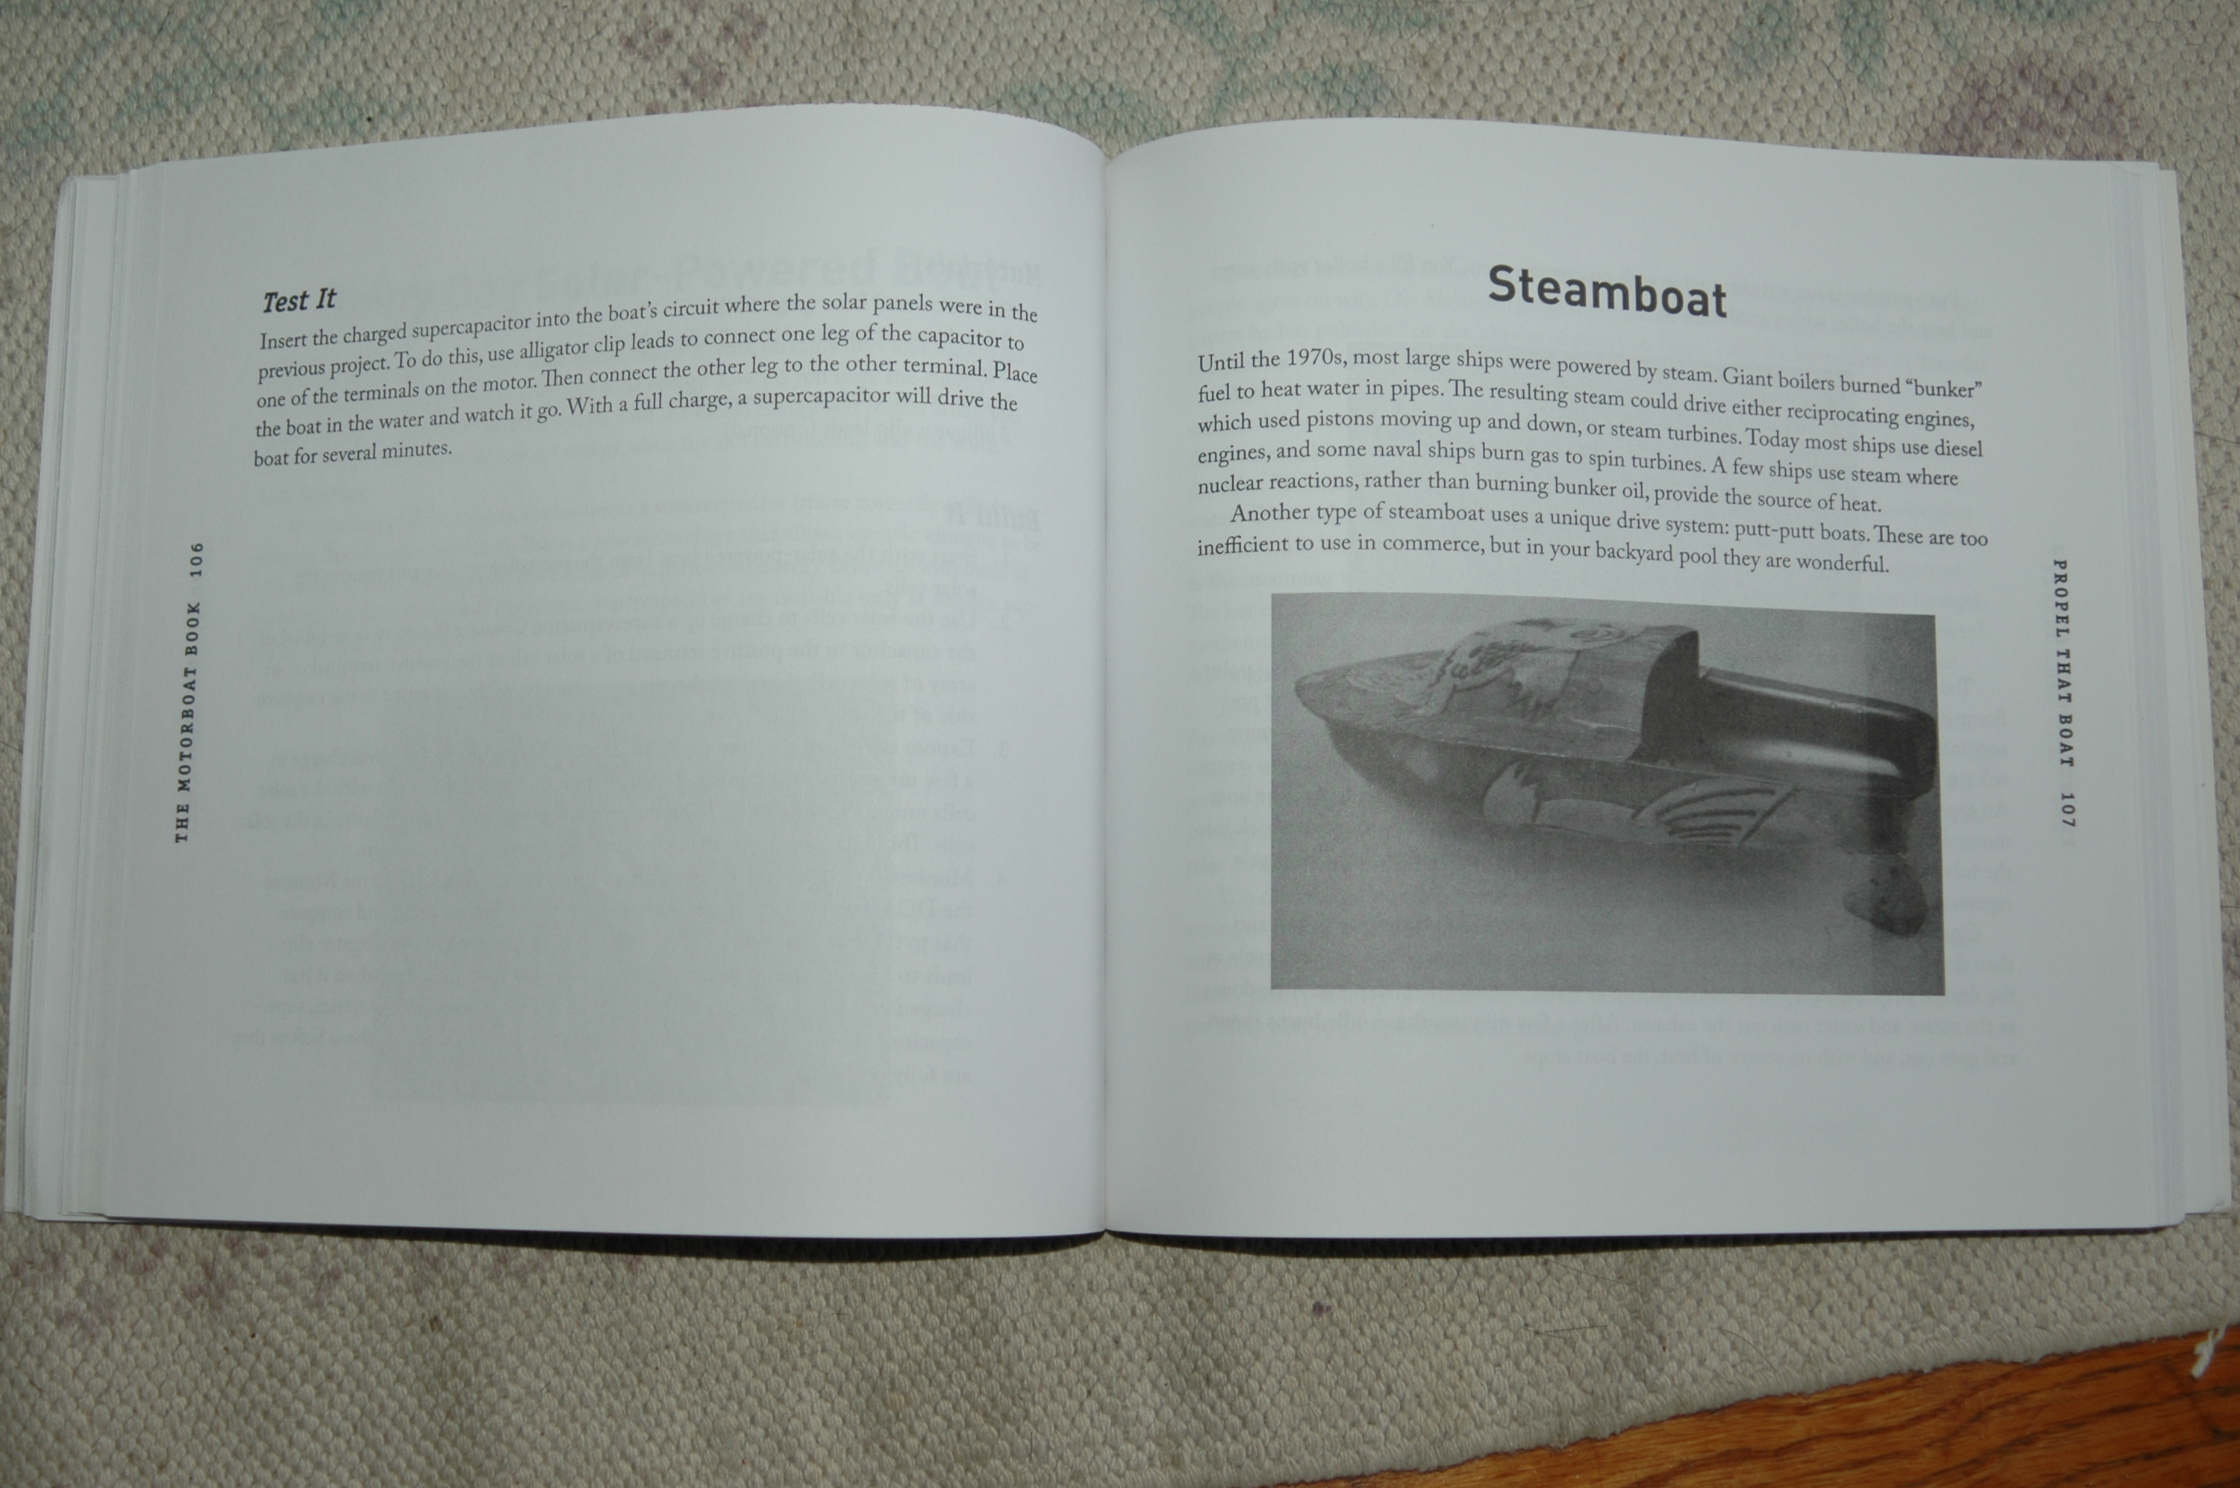 Test It
Insert the charged supercapacitor into the boat’s circuit where the solar panels were in the
previous project. To do this, use alligator clip leads to connect one leg of the capacitor to
one of the terminals on the motor. Then connect the other leg to the other terminal. Place
the boat in the water and watch it go. With a full charge, a supercapacitor will drive the
boat for several minutes.
THE MOTORBOAT BOOK 106
Steamboat
Until the 1970s, most large ships were powered by steam. Giant boilers burned “bunker”
fuel to heat water in pipes. The resulting steam could drive either reciprocating engines,
which used pistons moving up and down, or steam turbines. Today most ships use diesel
engines, and some naval ships burn gas to spin turbines. A few ships use steam where
nuclear reactions, rather than burning bunker oil, provide the source of heat.
Another type of steamboat uses a unique drive system: putt-putt boats. These are too
inefficient to use in commerce, but in your backyard pool they are wonderful.
PROPEL THAT BOAT 107